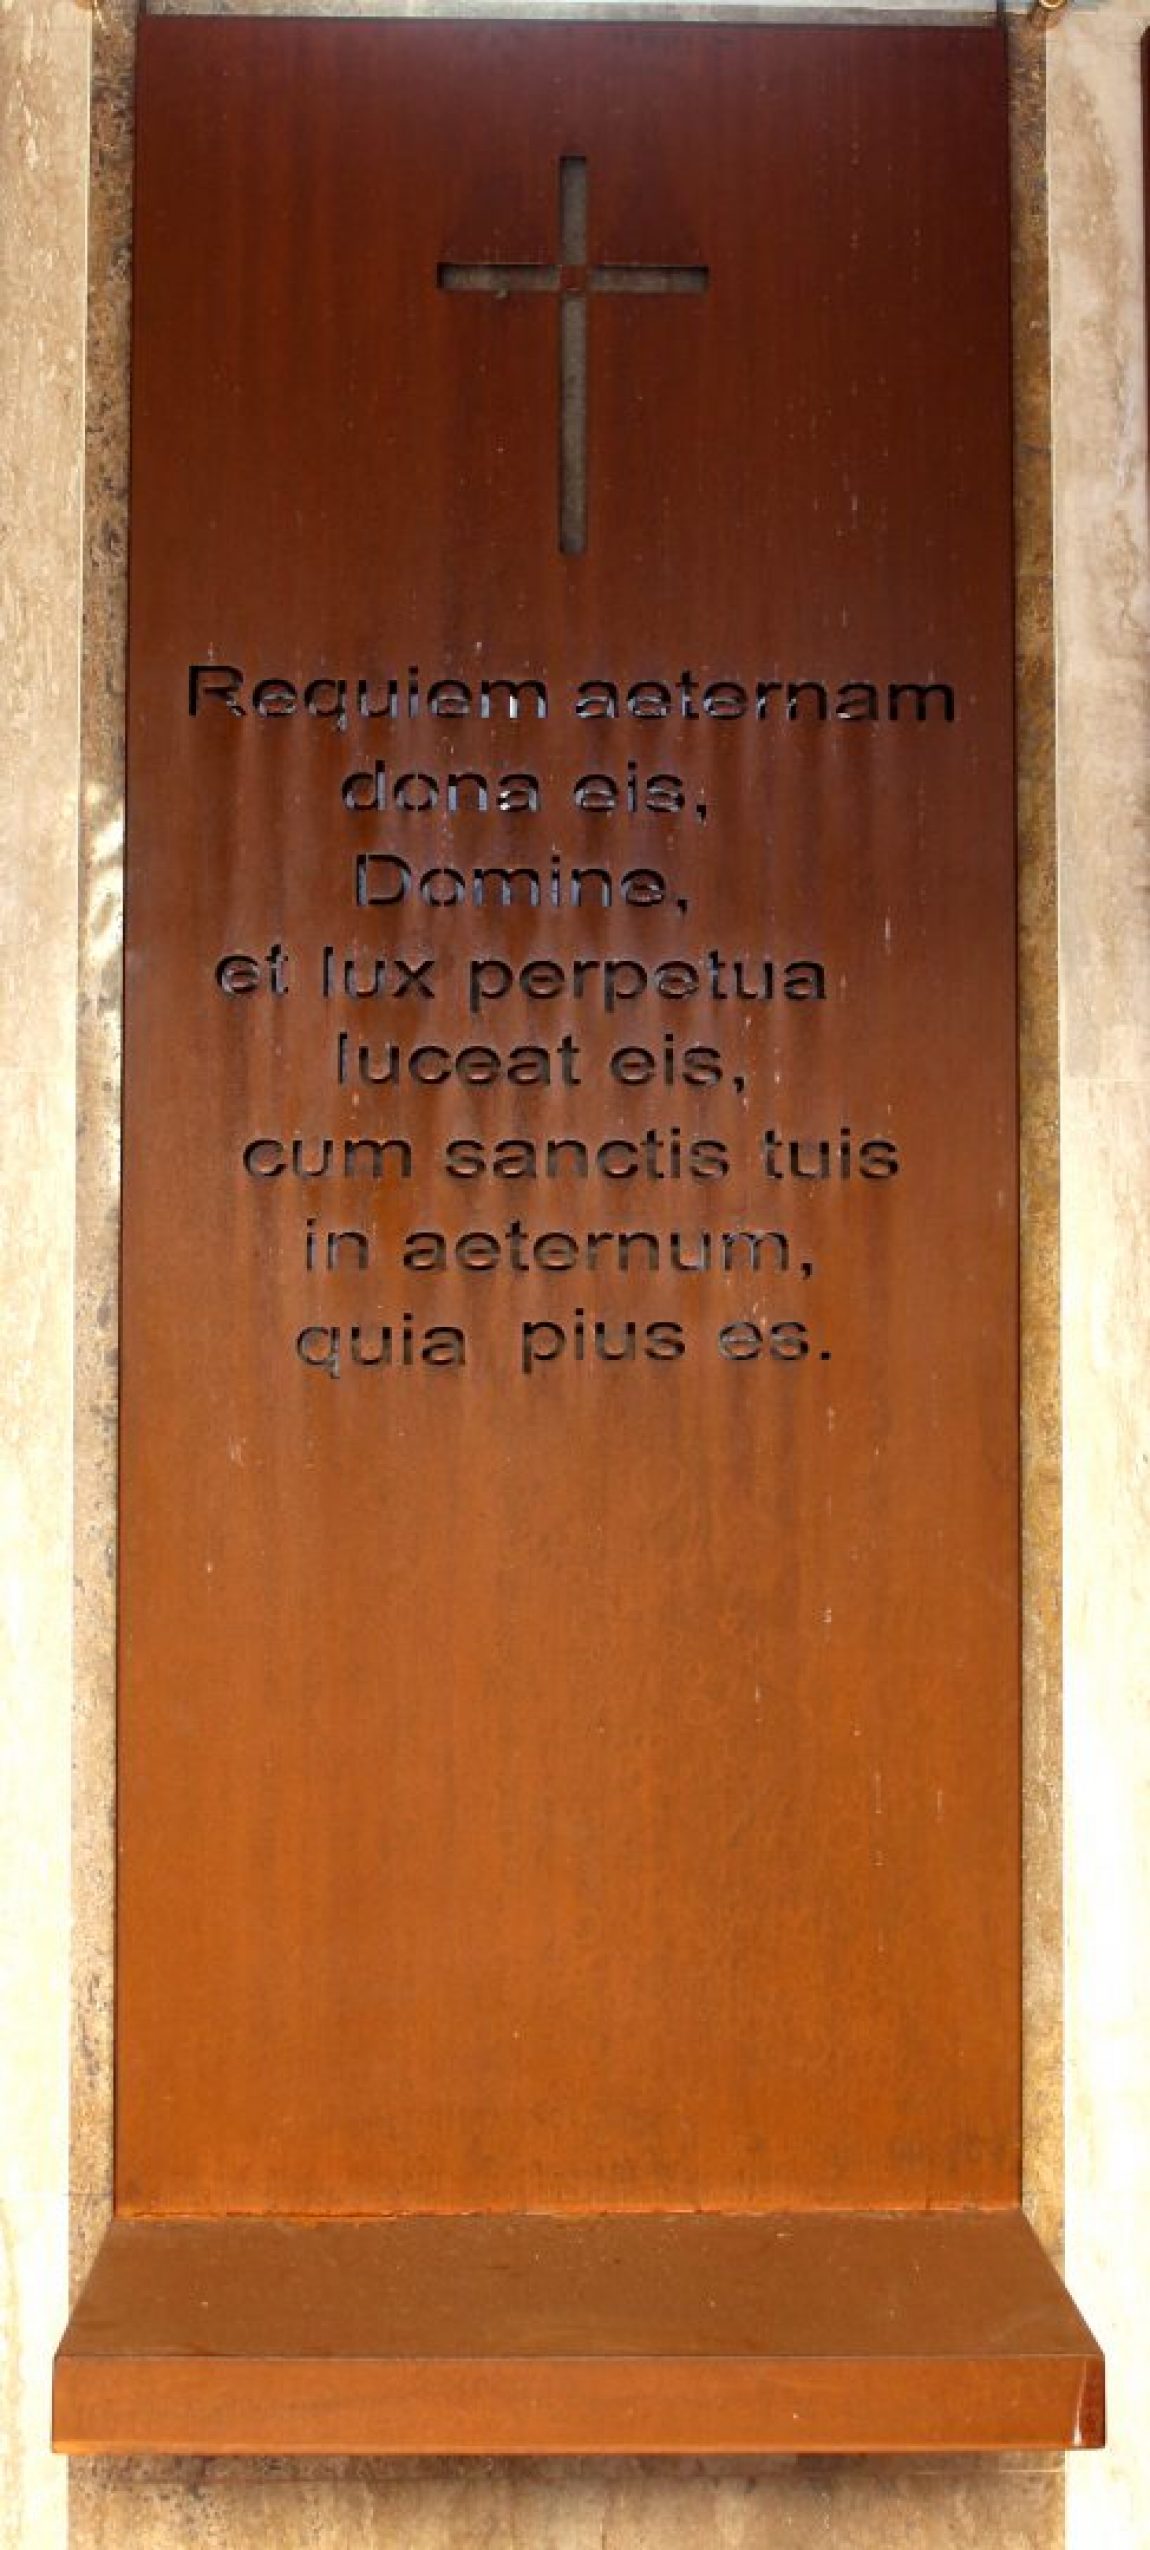 Requiem aeternam
dona eis,
Domine,
et lux perpetua
luceat eis,
cum sanctis tuis
in aeternum,
quia pius es.